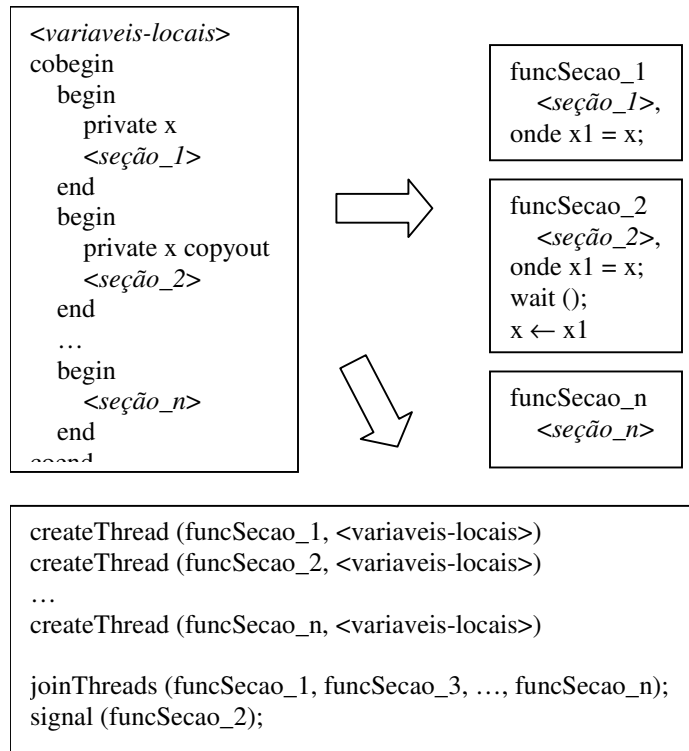 <variaveis-locais>
cobegin
begin
private x
<seção_1>
end
begin
private x copyout
<seção_2>
end
…
begin
<seção_n>
end
coend
funcSecao_1
<seção_1>,
onde x1 = x;
funcSecao_2
<seção_2>,
onde x1 = x;
wait ();
x ← x1
funcSecao_n
<seção_n>
createThread (funcSecao_1, <variaveis-locais>)
createThread (funcSecao_2, <variaveis-locais>)
…
createThread (funcSecao_n, <variaveis-locais>)
joinThreads (funcSecao_1, funcSecao_3, …, funcSecao_n);
signal (funcSecao_2);